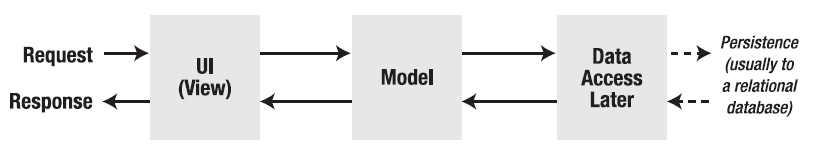 Request
Response
UI
(View)
Model
Data
Access
Later
Persistence
(usually to
a relational
database)